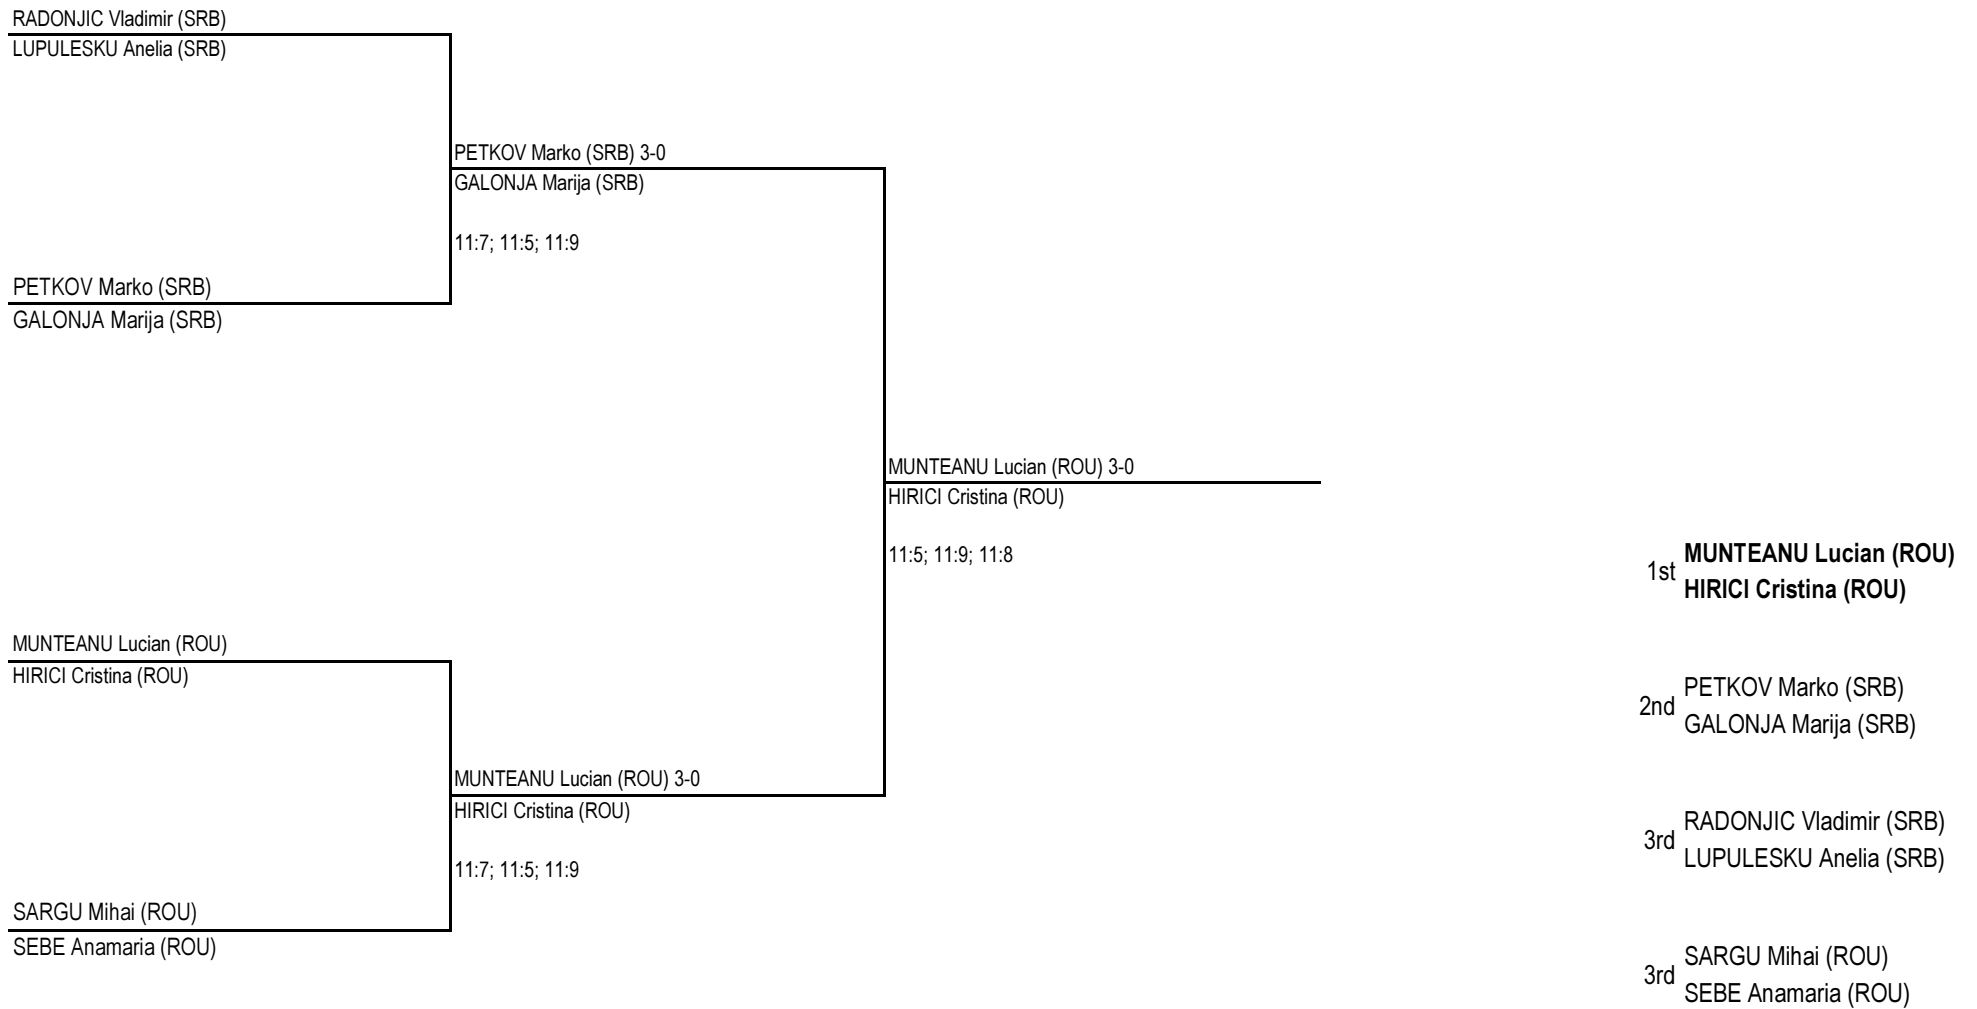 RADONJIC Vladimir (SRB)
LUPULESKU Anelia (SRB)
PETKOV Marko (SRB) 3-0
GALONJA Marija (SRB)
11:7; 11:5; 11:9
PETKOV Marko (SRB)
GALONJA Marija (SRB)
MUNTEANU Lucian (ROU) 3-0
HIRICI Cristina (ROU)
11:5; 11:9; 11:8
MUNTEANU Lucian (ROU)
HIRICI Cristina (ROU)
MUNTEANU Lucian (ROU) 3-0
HIRICI Cristina (ROU)
11:7; 11:5; 11:9
SARGU Mihai (ROU)
SEBE Anamaria (ROU)
1st
MUNTEANU Lucian (ROU)
HIRICI Cristina (ROU)
2nd
PETKOV Marko (SRB)
GALONJA Marija (SRB)
3rd
RADONJIC Vladimir (SRB)
LUPULESKU Anelia (SRB)
3rd
SARGU Mihai (ROU)
SEBE Anamaria (ROU)